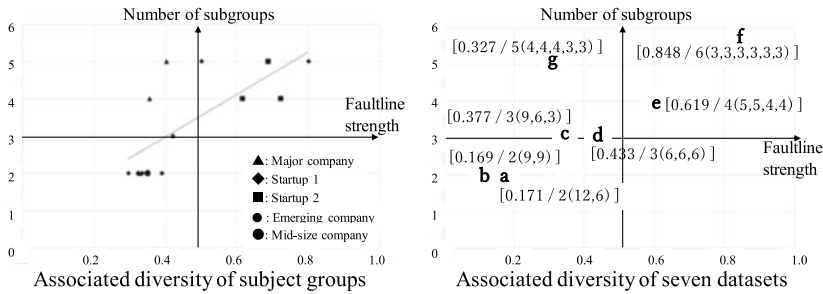 Number of subgroups
6
5
4
3
2
1
0
0.2
0.4
0.6
0.8
1.0
Faultline
strength
▲: Major company
◆: Startup 1
■: Startup 2
●: Emerging company
●: Mid-size company
Associated diversity of subject groups
Number of subgroups
6
5
4
3
2
1
0
0.2
0.4
0.6
0.8
1.0
f
[0.327 / 5(4,4,4,3,3) ]
[0.848 / 6(3,3,3,3,3,3)]
g
e [0.619 / 4(5,5,4,4)]
[0.377 / 3(9,6,3)]
c
d
Faultline
strength
[0.169 / 2(9,9)]
[0.433 / 3(6,6,6)]
b
a
[0.171 / 2(12,6)]
Associated diversity of seven datasets